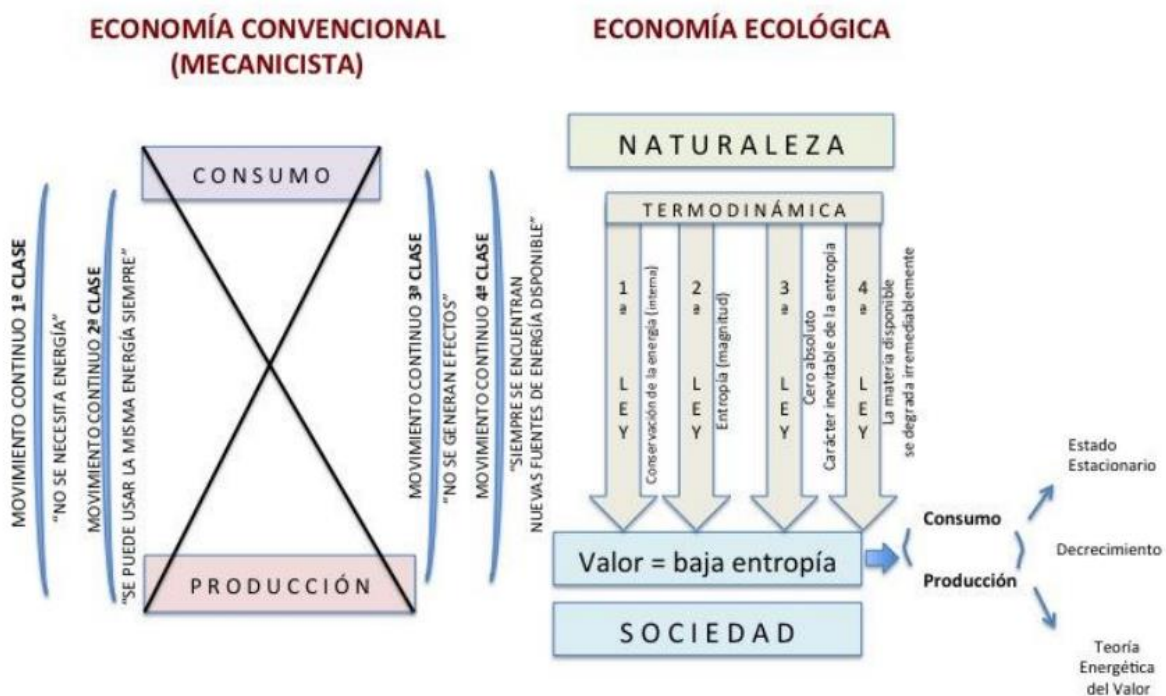 ECONOMÍA CONVENCIONAL
(MECANICISTA)
CONSUMO
MOVIMIENTO CONTINUO 1ª CLASE
"NO SE NECESITA ENERGÍA"
MOVIMIENTO CONTINUO 2ª CLASE
"SE PUEDE USAR LA MISMA ENERGÍA SIEMPRE"
MOVIMIENTO CONTINUO 3ª CLASE
"NO SE GENERAN EFECTOS"
MOVIMIENTO CONTINUO 4ª CLASE
"SIEMPRE SE ENCUENTRAN
NUEVAS FUENTES DE ENERGÍA DISPONIBLE"
PRODUCCIÓN
ECONOMÍA ECOLÓGICA
NATURALEZA
TERMODINÁMICA
1ª LEY
Conservación de la energía (interna)
2ª LEY
Entropía (magnitud)
3ª LEY
Cero absoluto
Carácter inevitable de la entropia
4ª LEY
La materia disponible
se degrada irremediablemente
Valor = baja entropía
SOCIEDAD
Consumo
Producción
Estado
Estacionario
Decrecimiento
Teoría
Energética
del Valor